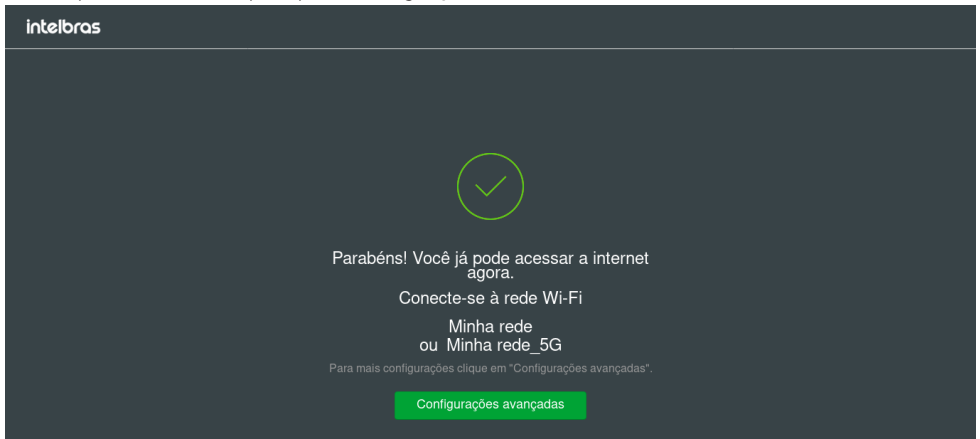 intelbras
Parabéns! Você já pode acessar a internet
agora.
Conecte-se à rede Wi-Fi
Minha rede
ou Minha rede_5G
Para mais configurações clique em "Configurações avançadas".
Configurações avançadas